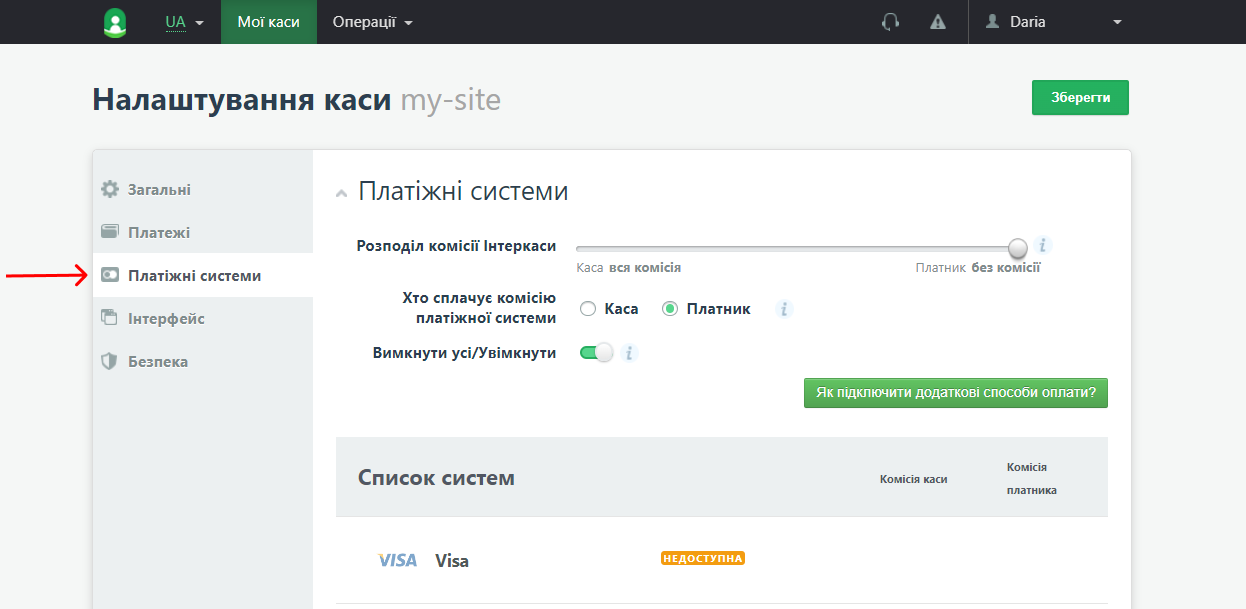 UA
Мої каси
Операції
Daria
Налаштування каси my-site
Зберегти
Загальні
Платежі
Платіжні системи
Інтерфейс
Безпека
Платіжні системи
Розподіл комісії Інтеркаси
i
Каса вся комісія
Платник без комісії
Хто сплачує комісію
платіжної системи
Каса
Платник
i
Вимкнути усі/Увімкнути
i
Як підключити додаткові способи оплати?
Список систем
Комісія каси
Комісія
платника
VISA
Visa
НЕДОСТУПНА